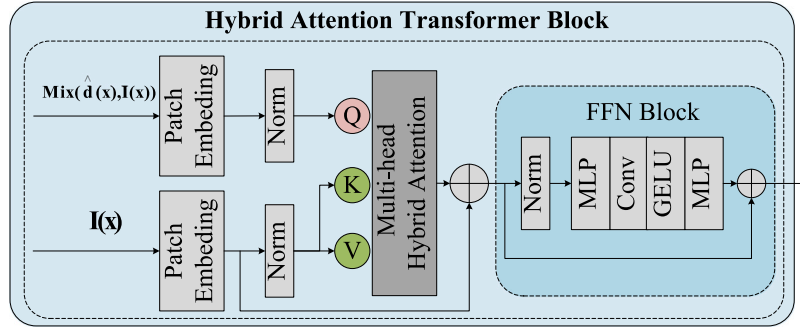 Hybrid Attention Transformer Block
Mix(d̂(x),I(x))
Patch
Embeding
Norm
Q
I(x)
Patch
Embeding
Norm
K
V
Multi-head
Hybrid Attention
FFN Block
Norm
MLP
Conv
GELU
MLP